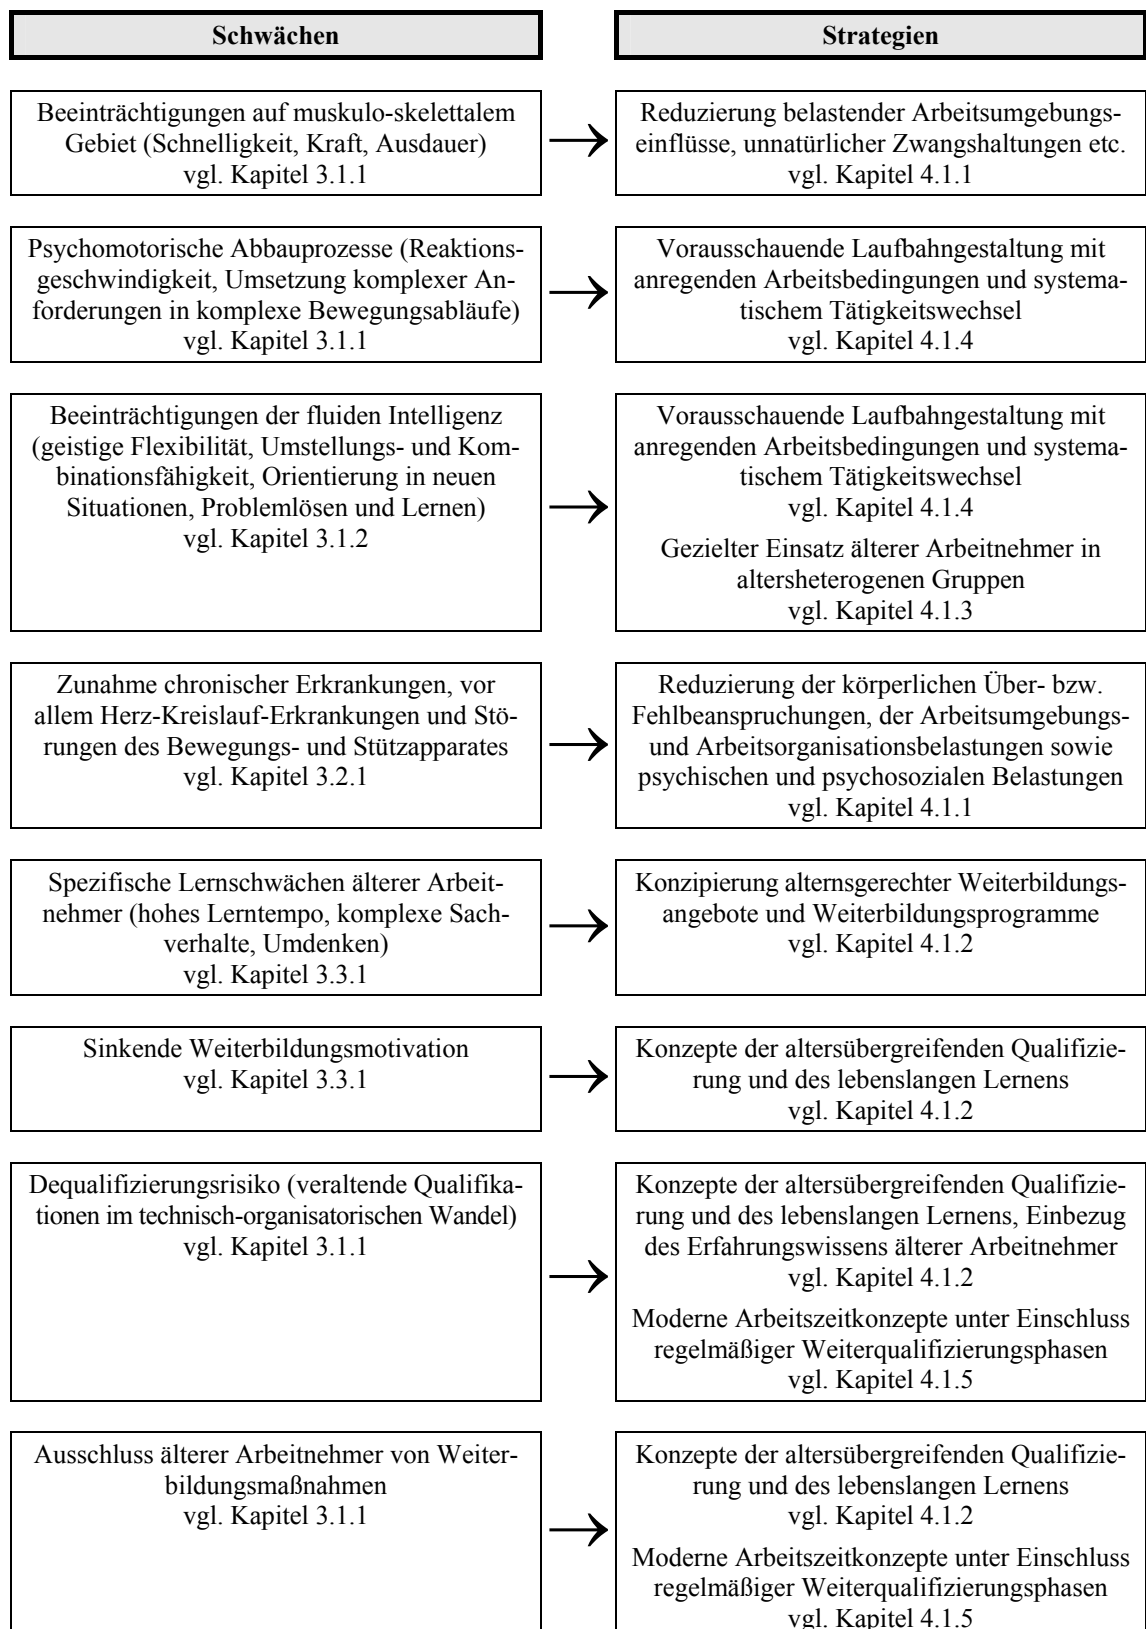 Schwächen
Strategien
Beeinträchtigungen auf muskulo-skelettalem
Gebiet (Schnelligkeit, Kraft, Ausdauer)
vgl. Kapitel 3.1.1
Reduzierung belastender Arbeitsumgebungs-
einflüsse, unnatürlicher Zwangshaltungen etc.
vgl. Kapitel 4.1.1
Psychomotorische Abbauprozesse (Reaktions-
geschwindigkeit, Umsetzung komplexer An-
forderungen in komplexe Bewegungsabläufe)
vgl. Kapitel 3.1.1
Vorausschauende Laufbahngestaltung mit
anregenden Arbeitsbedingungen und systema-
tischem Tätigkeitswechsel
vgl. Kapitel 4.1.4
Beeinträchtigungen der fluiden Intelligenz
(geistige Flexibilität, Umstellungs- und Kom-
binationsfähigkeit, Orientierung in neuen
Situationen, Problemlösen und Lernen)
vgl. Kapitel 3.1.2
Vorausschauende Laufbahngestaltung mit
anregenden Arbeitsbedingungen und systema-
tischem Tätigkeitswechsel
vgl. Kapitel 4.1.4
Gezielter Einsatz älterer Arbeitnehmer in
altersheterogenen Gruppen
vgl. Kapitel 4.1.3
Zunahme chronischer Erkrankungen, vor
allem Herz-Kreislauf-Erkrankungen und Stö-
rungen des Bewegungs- und Stützapparates
vgl. Kapitel 3.2.1
Reduzierung der körperlichen Über- bzw.
Fehlbeanspruchungen, der Arbeitsumgebungs-
und Arbeitsorganisationsbelastungen sowie
psychischen und psychosozialen Belastungen
vgl. Kapitel 4.1.1
Spezifische Lernschwächen älterer Arbeit-
nehmer (hohes Lerntempo, komplexe Sach-
verhalte, Umdenken)
vgl. Kapitel 3.3.1
Konzipierung alternsgerechter Weiterbildungs-
angebote und Weiterbildungsprogramme
vgl. Kapitel 4.1.2
Sinkende Weiterbildungsmotivation
vgl. Kapitel 3.3.1
Konzepte der altersübergreifenden Qualifizie-
rung und des lebenslangen Lernens
vgl. Kapitel 4.1.2
Dequalifizierungsrisiko (veraltende Qualifika-
tionen im technisch-organisatorischen Wandel)
vgl. Kapitel 3.1.1
Konzepte der altersübergreifenden Qualifizie-
rung und des lebenslangen Lernens, Einbezug
des Erfahrungswissens älterer Arbeitnehmer
vgl. Kapitel 4.1.2
Moderne Arbeitszeitkonzepte unter Einschluss
regelmäßiger Weiterqualifizierungsphasen
vgl. Kapitel 4.1.5
Ausschluss älterer Arbeitnehmer von Weiter-
bildungsmaßnahmen
vgl. Kapitel 3.1.1
Konzepte der altersübergreifenden Qualifizie-
rung und des lebenslangen Lernens
vgl. Kapitel 4.1.2
Moderne Arbeitszeitkonzepte unter Einschluss
regelmäßiger Weiterqualifizierungsphasen
vgl. Kapitel 4.1.5